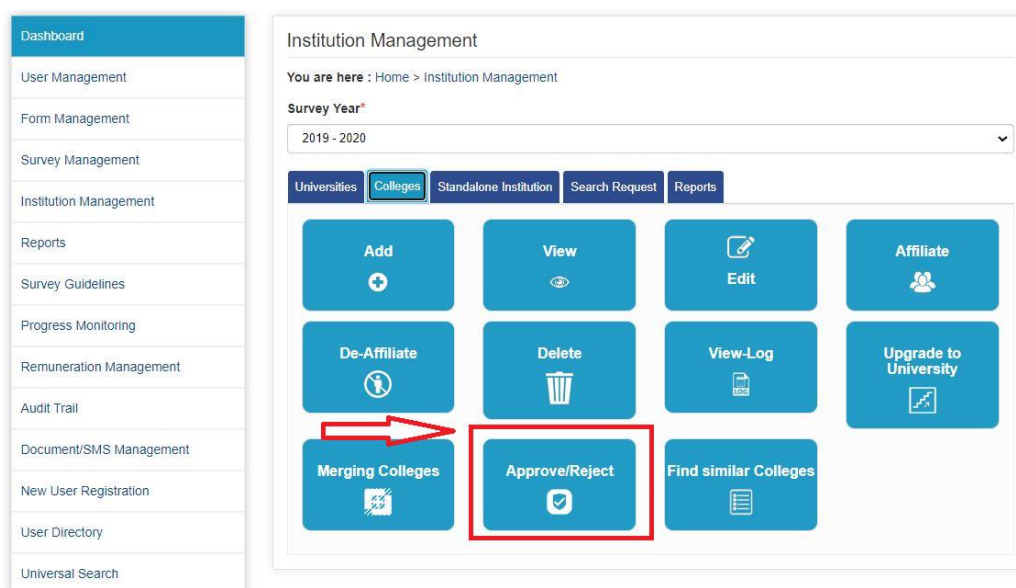 Dashboard
User Management
Form Management
Survey Management
Institution Management
Reports
Survey Guidelines
Progress Monitoring
Remuneration Management
Audit Trail
Document/SMS Management
New User Registration
User Directory
Universal Search
Institution Management
You are here : Home > Institution Management
Survey Year*
2019 - 2020
Universities Colleges Standalone Institution Search Request Reports
Add
View
Edit
Affiliate
De-Affiliate
Delete
View-Log
LOG
Upgrade to
University
Merging Colleges
Approve/Reject
Find similar Colleges